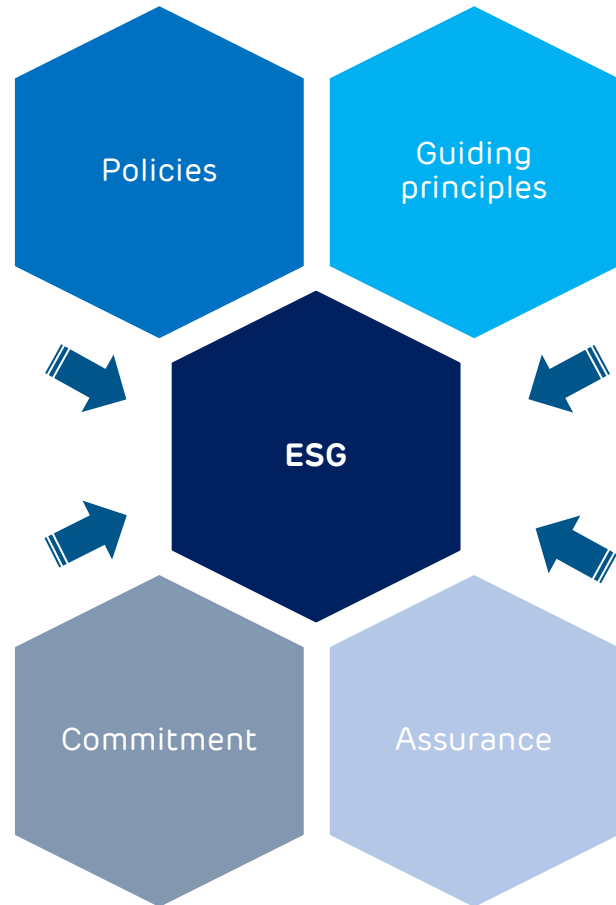 Policies
Guiding
principles
ESG
Commitment
Assurance